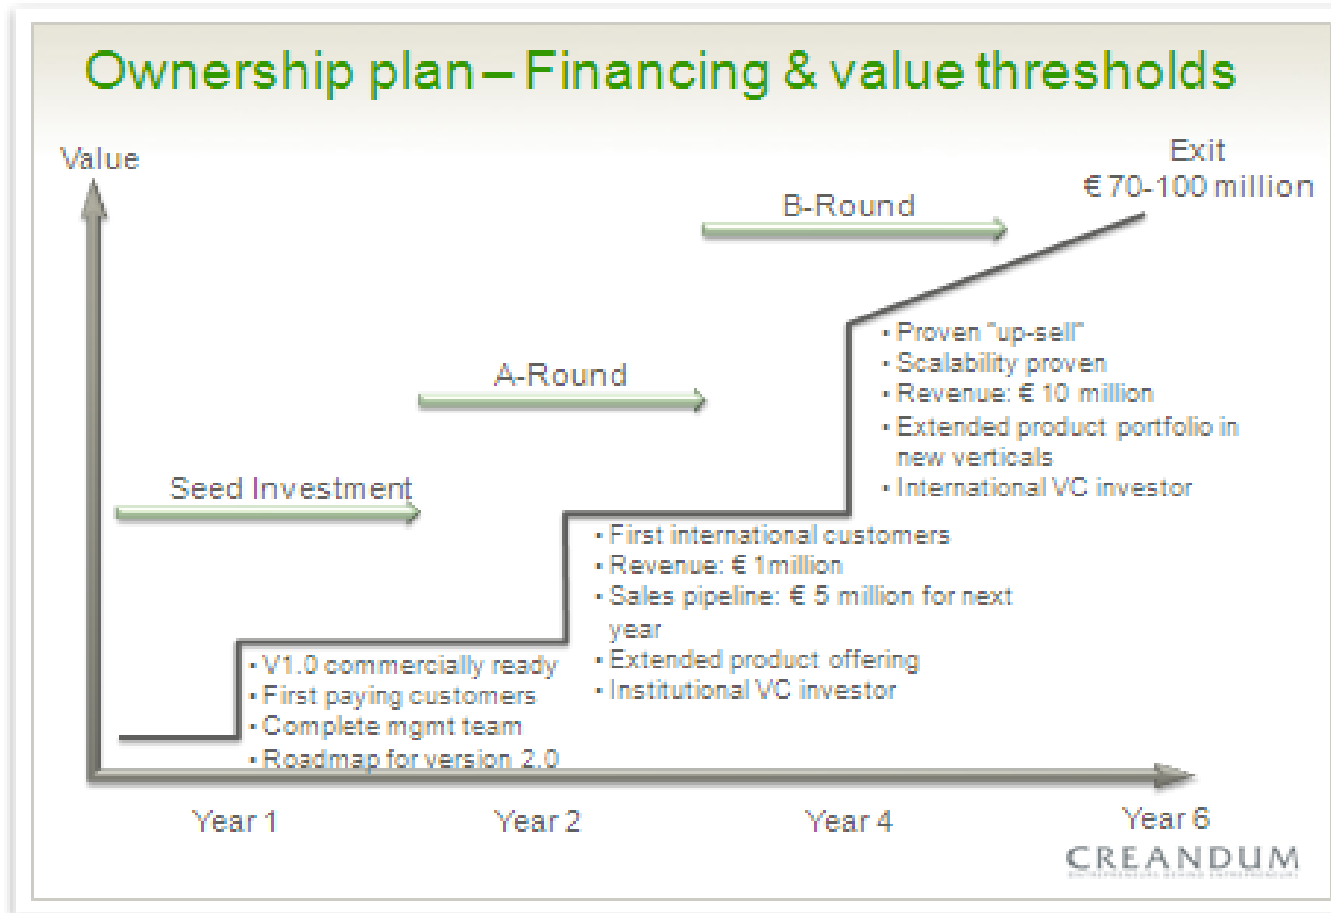 Ownership plan – Financing & value thresholds
Value
Exit
€ 70-100 million
B-Round
A-Round
Seed Investment
▪ Proven "up-sell"
▪ Scalability proven
▪ Revenue: € 10 million
▪ Extended product portfolio in
new verticals
▪ International VC investor
▪ First international customers
▪ Revenue: € 1million
▪ Sales pipeline: € 5 million for next
year
▪ Extended product offering
▪ Institutional VC investor
▪ V1.0 commercially ready
▪ First paying customers
▪ Complete mgmt team
▪ Roadmap for version 2.0
Year 1
Year 2
Year 4
Year 6
CREANDUM
ENTREPRENEURS BEHIND ENTREPRENEURS